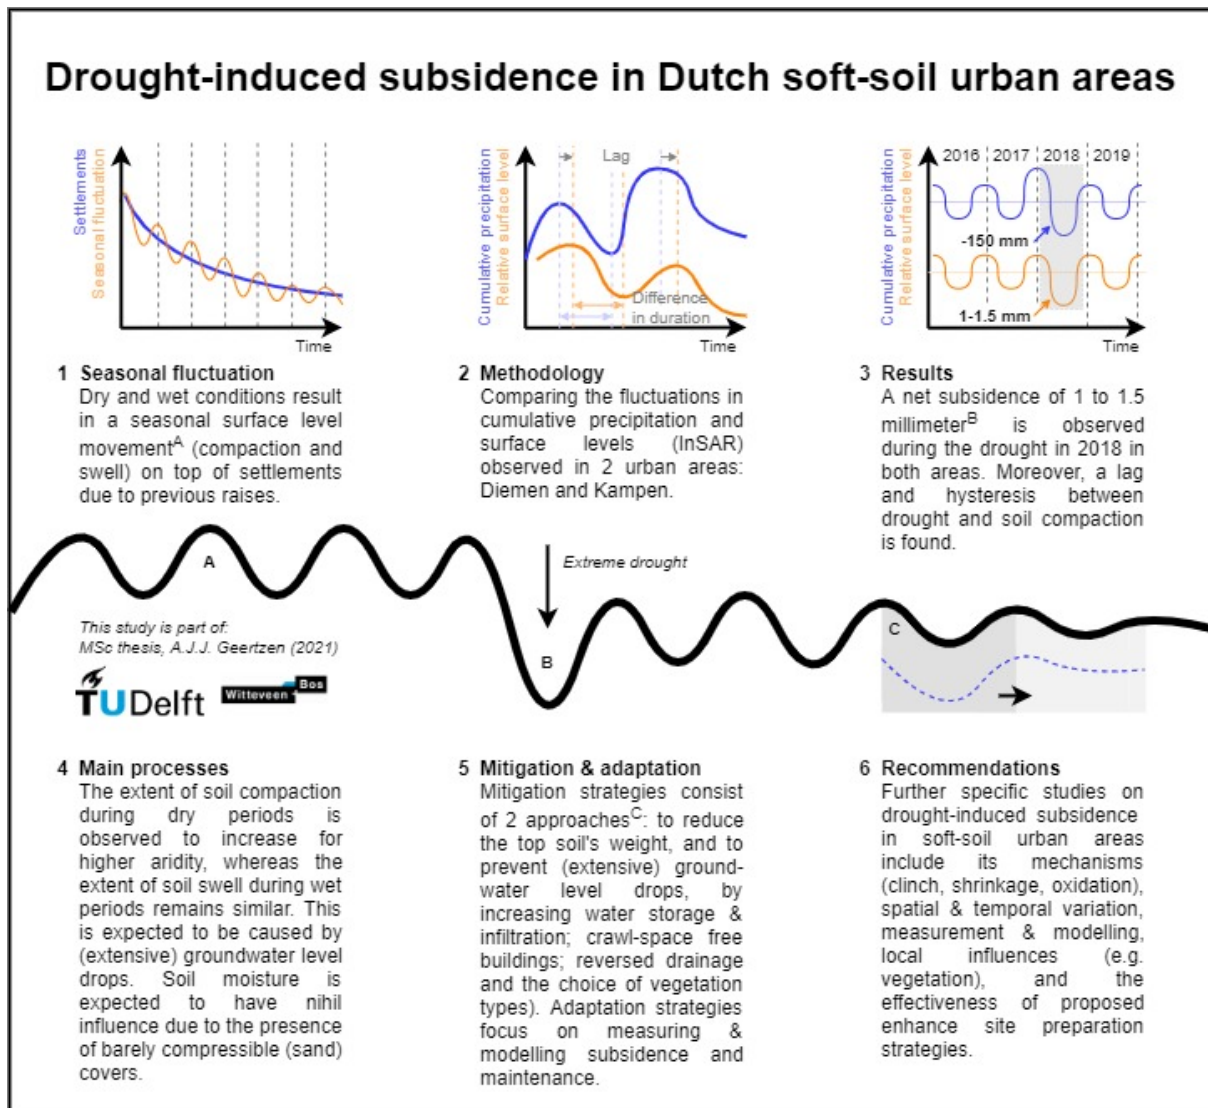 Drought-induced subsidence in Dutch soft-soil urban areas
Settlements
Seasonal fluctuation
Time
1 Seasonal fluctuation
Dry and wet conditions result
in a seasonal surface level
movementA (compaction and
swell) on top of settlements
due to previous raises.
Cumulative precipitation
Relative surface level
Lag
Difference
in duration
Time
2 Methodology
Comparing the fluctuations in
cumulative precipitation and
surface levels (InSAR)
observed in 2 urban areas:
Diemen and Kampen.
Cumulative precipitation
Relative surface level
2016 2017 2018 2019
-150 mm
1-1.5 mm
Time
3 Results
A net subsidence of 1 to 1.5
millimeterB is observed
during the drought in 2018 in
both areas. Moreover, a lag
and hysteresis between
drought and soil compaction
is found.
A
Extreme drought
B
C
This study is part of:
MSc thesis, A.J.J. Geertzen (2021)
TU Delft
Witteveen Bos
4 Main processes
The extent of soil compaction
during dry periods is
observed to increase for
higher aridity, whereas the
extent of soil swell during wet
periods remains similar. This
is expected to be caused by
(extensive) groundwater level
drops. Soil moisture is
expected to have nihil
influence due to the presence
of barely compressible (sand)
covers.
5 Mitigation & adaptation
Mitigation strategies consist
of 2 approachesC: to reduce
the top soil's weight, and to
prevent (extensive) ground-
water level drops, by
increasing water storage &
infiltration; crawl-space free
buildings; reversed drainage
and the choice of vegetation
types). Adaptation strategies
focus on measuring &
modelling subsidence and
maintenance.
6 Recommendations
Further specific studies on
drought-induced subsidence
in soft-soil urban areas
include its mechanisms
(clinch, shrinkage, oxidation),
spatial & temporal variation,
measurement & modelling,
local influences (e.g.
vegetation), and the
effectiveness of proposed
enhance site preparation
strategies.